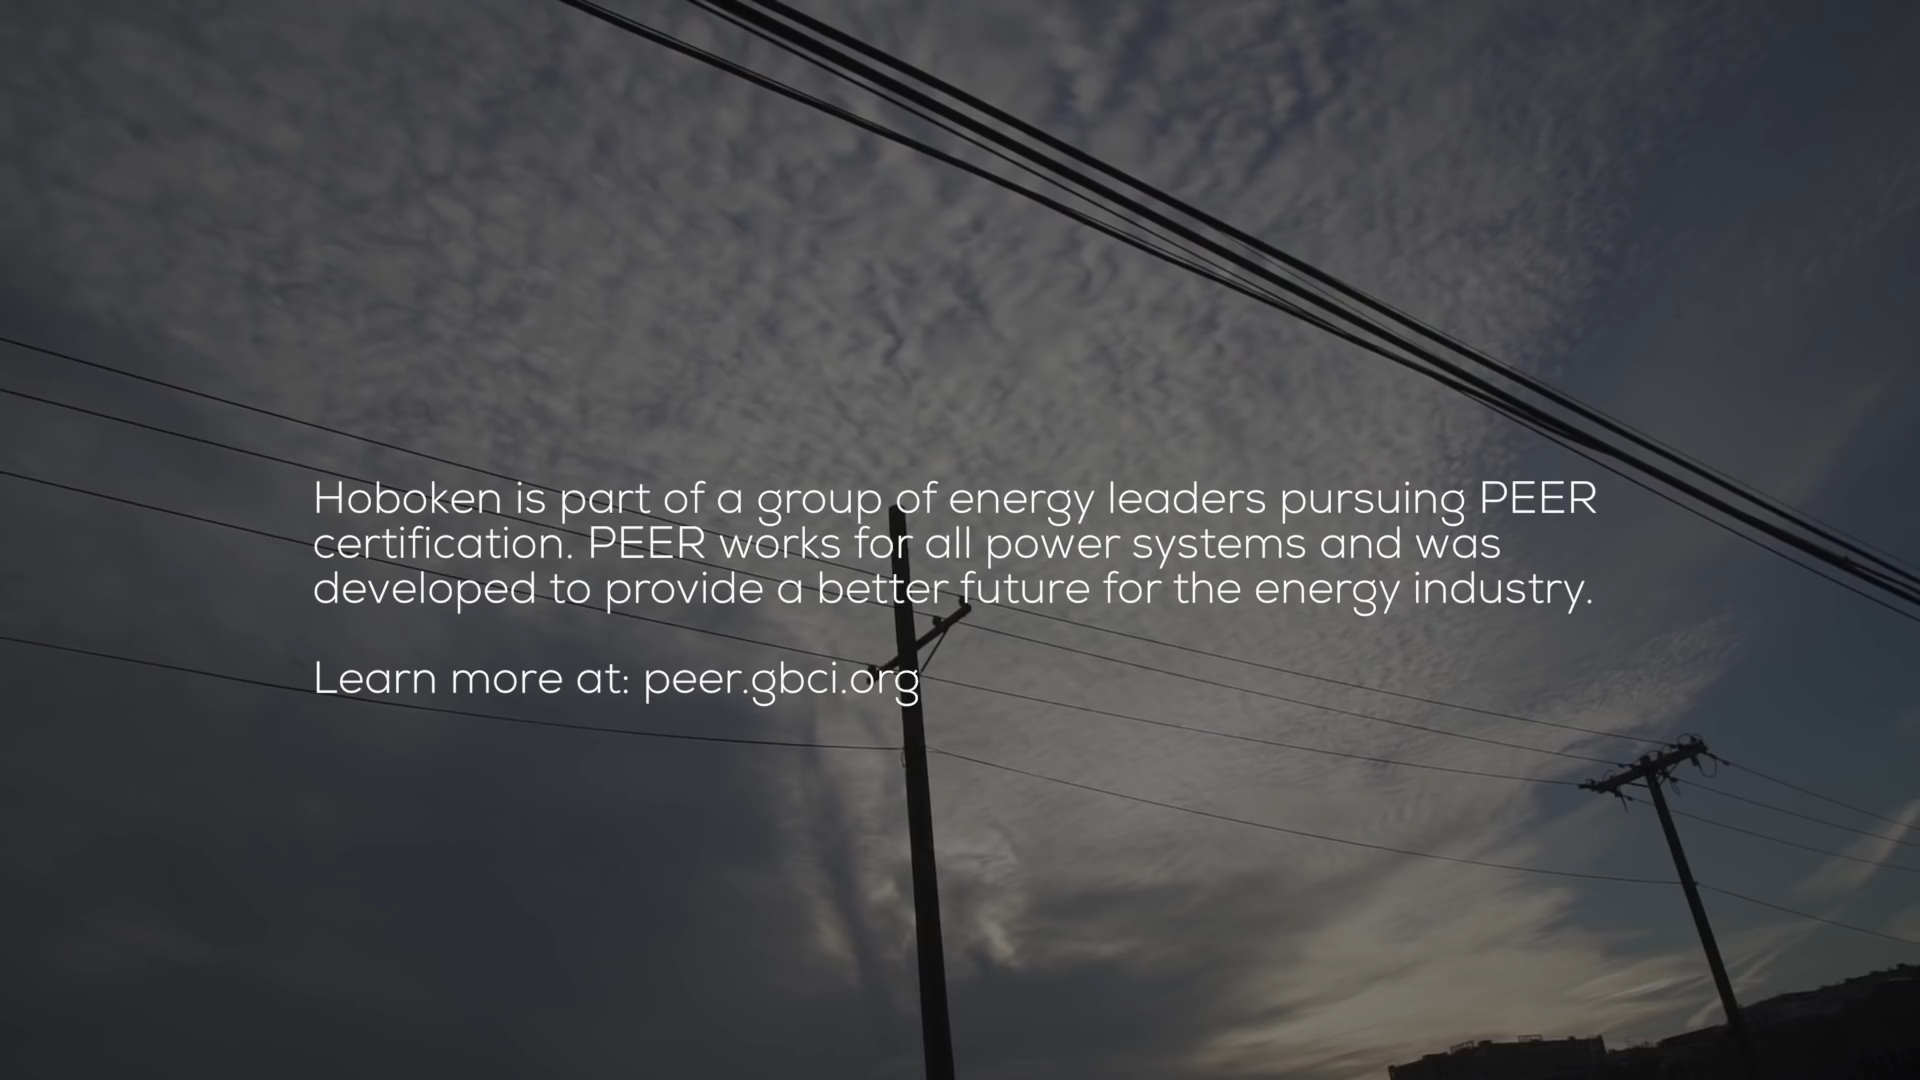 Hoboken is part of a group of energy leaders pursuing PEER
certification. PEER works for all power systems and was
developed to provide a better future for the energy industry.
Learn more at: peer.gbci.org